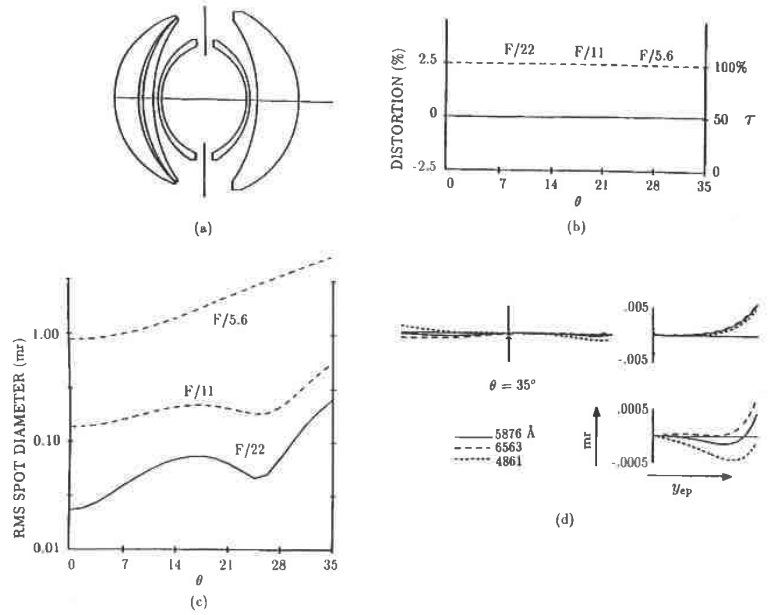 (a)
DISTORTION (%)
2.5
0
-2.5
F/22 F/11 F/5.6
100%
50 τ
0
0 7 14 21 28 35
θ
(b)
RMS SPOT DIAMETER (mr)
1.00
0.10
0.01
F/5.6
F/11
F/22
0 7 14 21 28 35
θ
(c)
θ = 35°
.005
-.005
5876 Å
6563
4861
mr
.0005
-.0005
yep
(d)